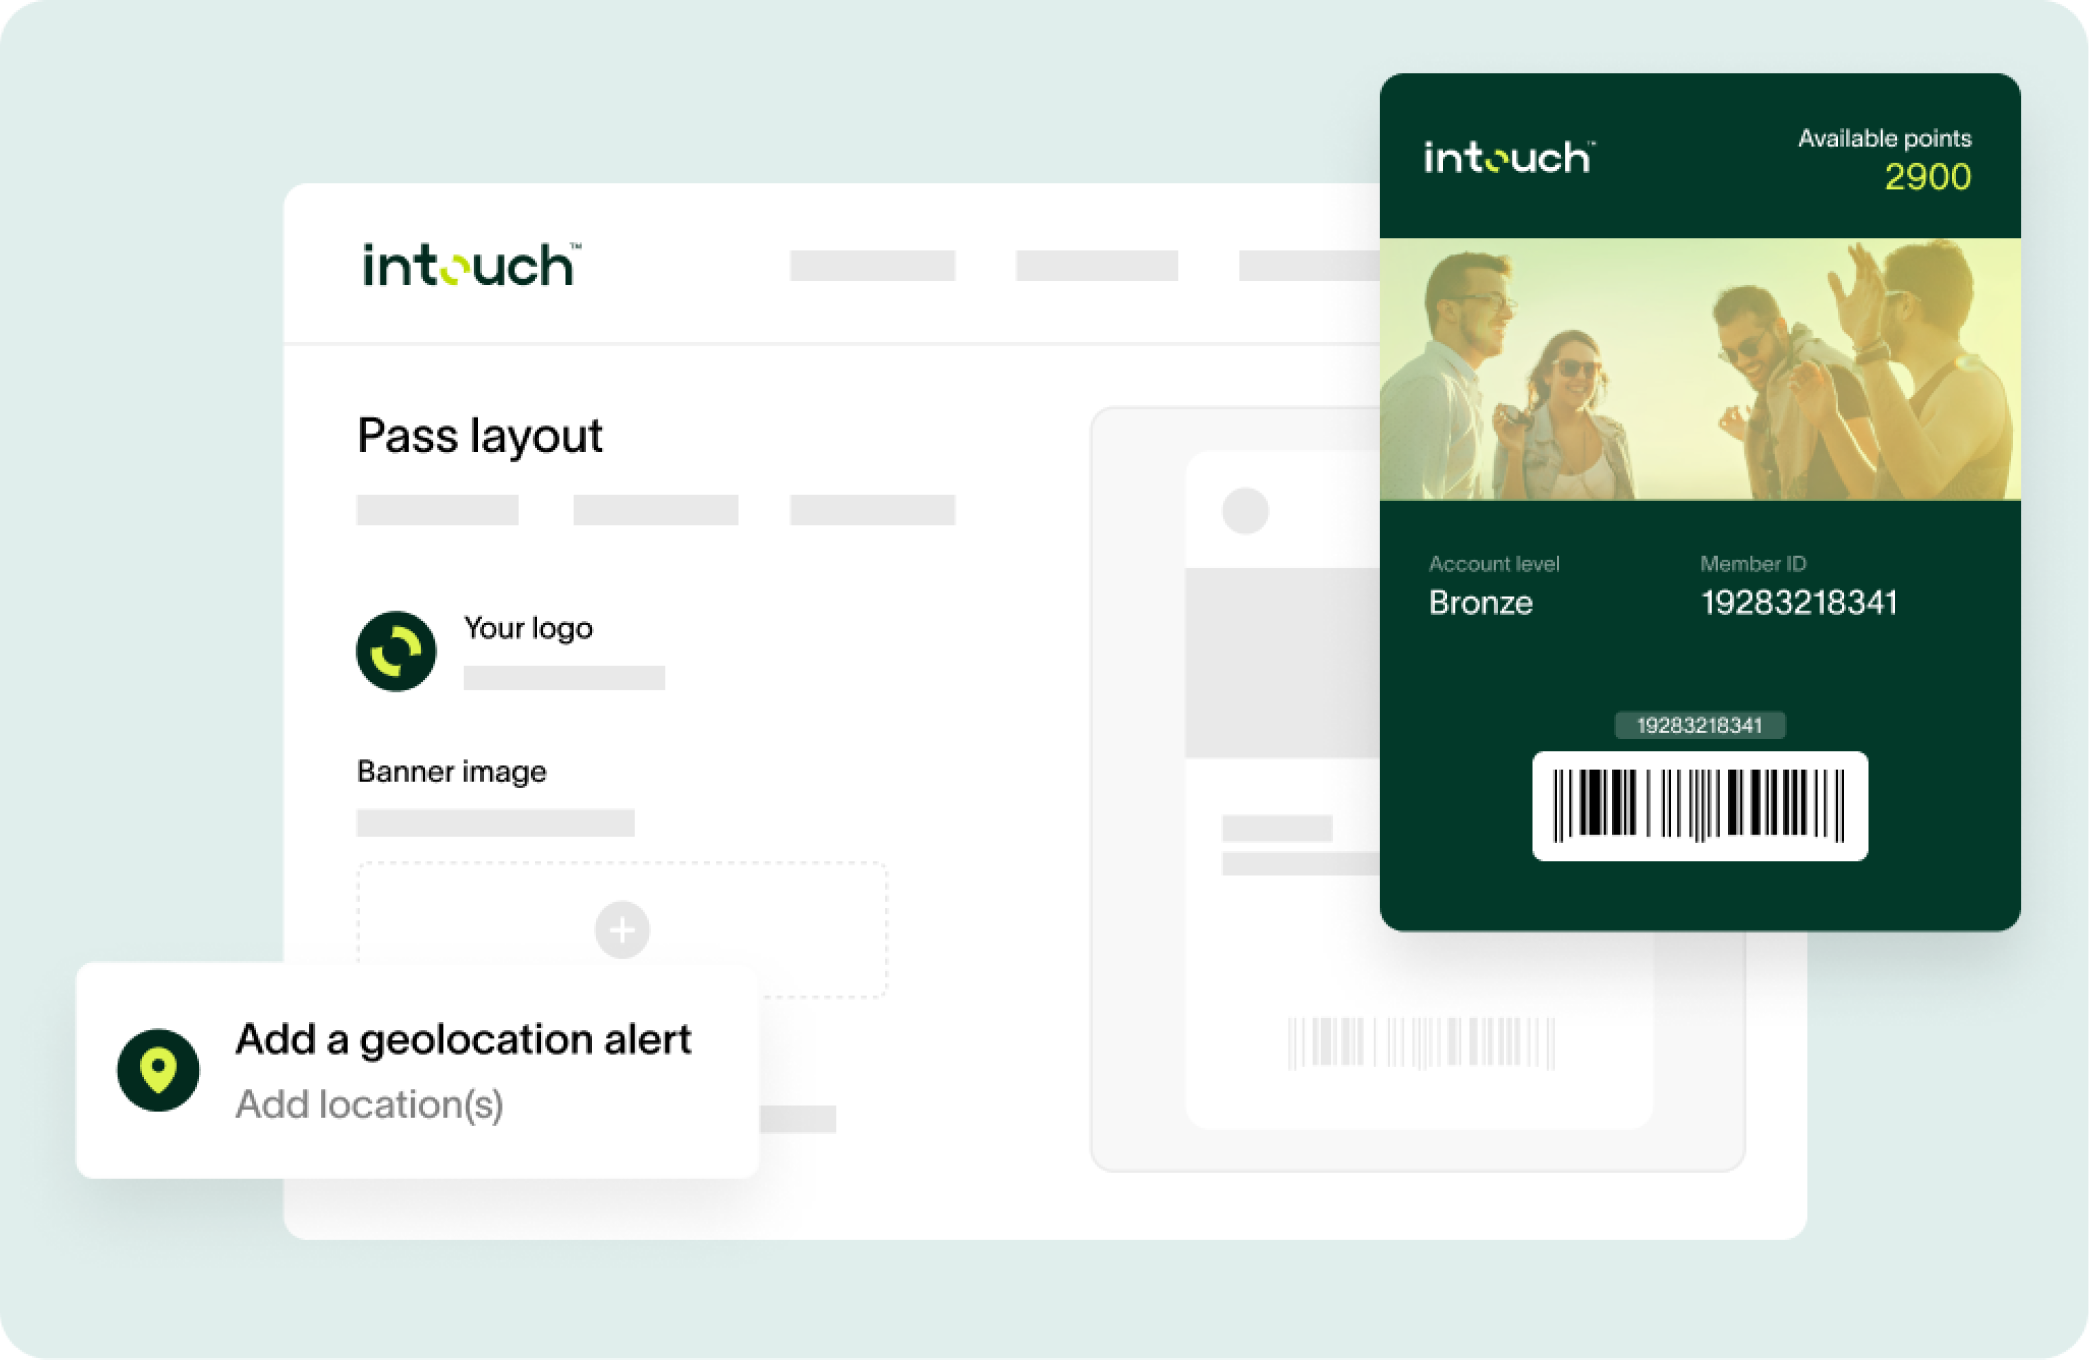 intouch™
Pass layout
Your logo
Banner image
Add a geolocation alert
Add location(s)
intouch™
Available points
2900
Account level
Bronze
Member ID
19283218341
19283218341